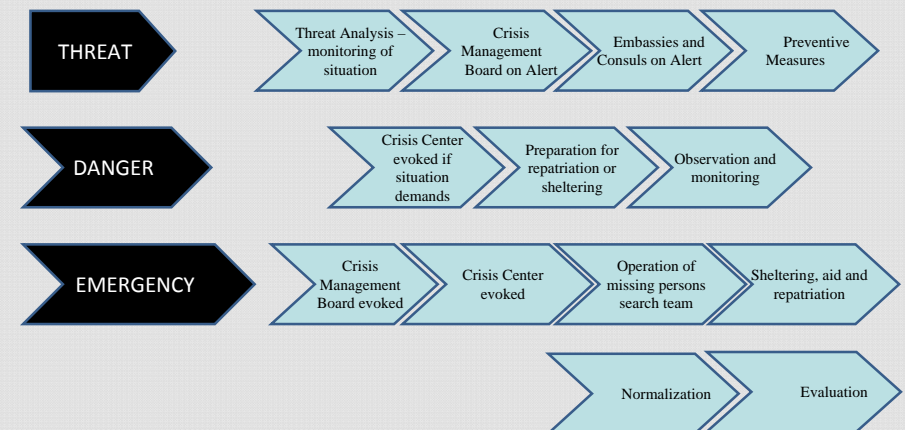 THREAT
Threat Analysis –
monitoring of
situation
Crisis
Management
Board on Alert
Embassies and
Consuls on Alert
Preventive
Measures
DANGER
Crisis Center
evoked if
situation
demands
Preparation for
repatriation or
sheltering
Observation and
monitoring
EMERGENCY
Crisis
Management
Board evoked
Crisis Center
evoked
Operation of
missing persons
search team
Sheltering, aid and
repatriation
Normalization
Evaluation